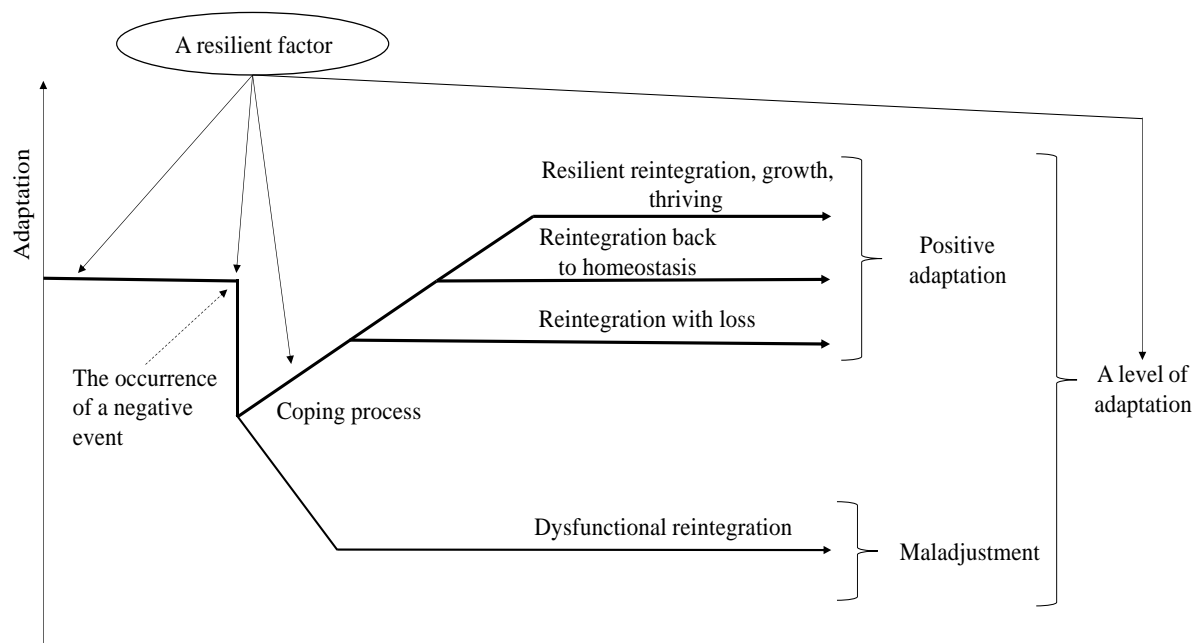 A resilient factor
Adaptation
Resilient reintegration, growth,
thriving
Reintegration back
to homeostasis
Positive
adaptation
Reintegration with loss
The occurrence
of a negative
event
Coping process
A level of
adaptation
Dysfunctional reintegration
Maladjustment